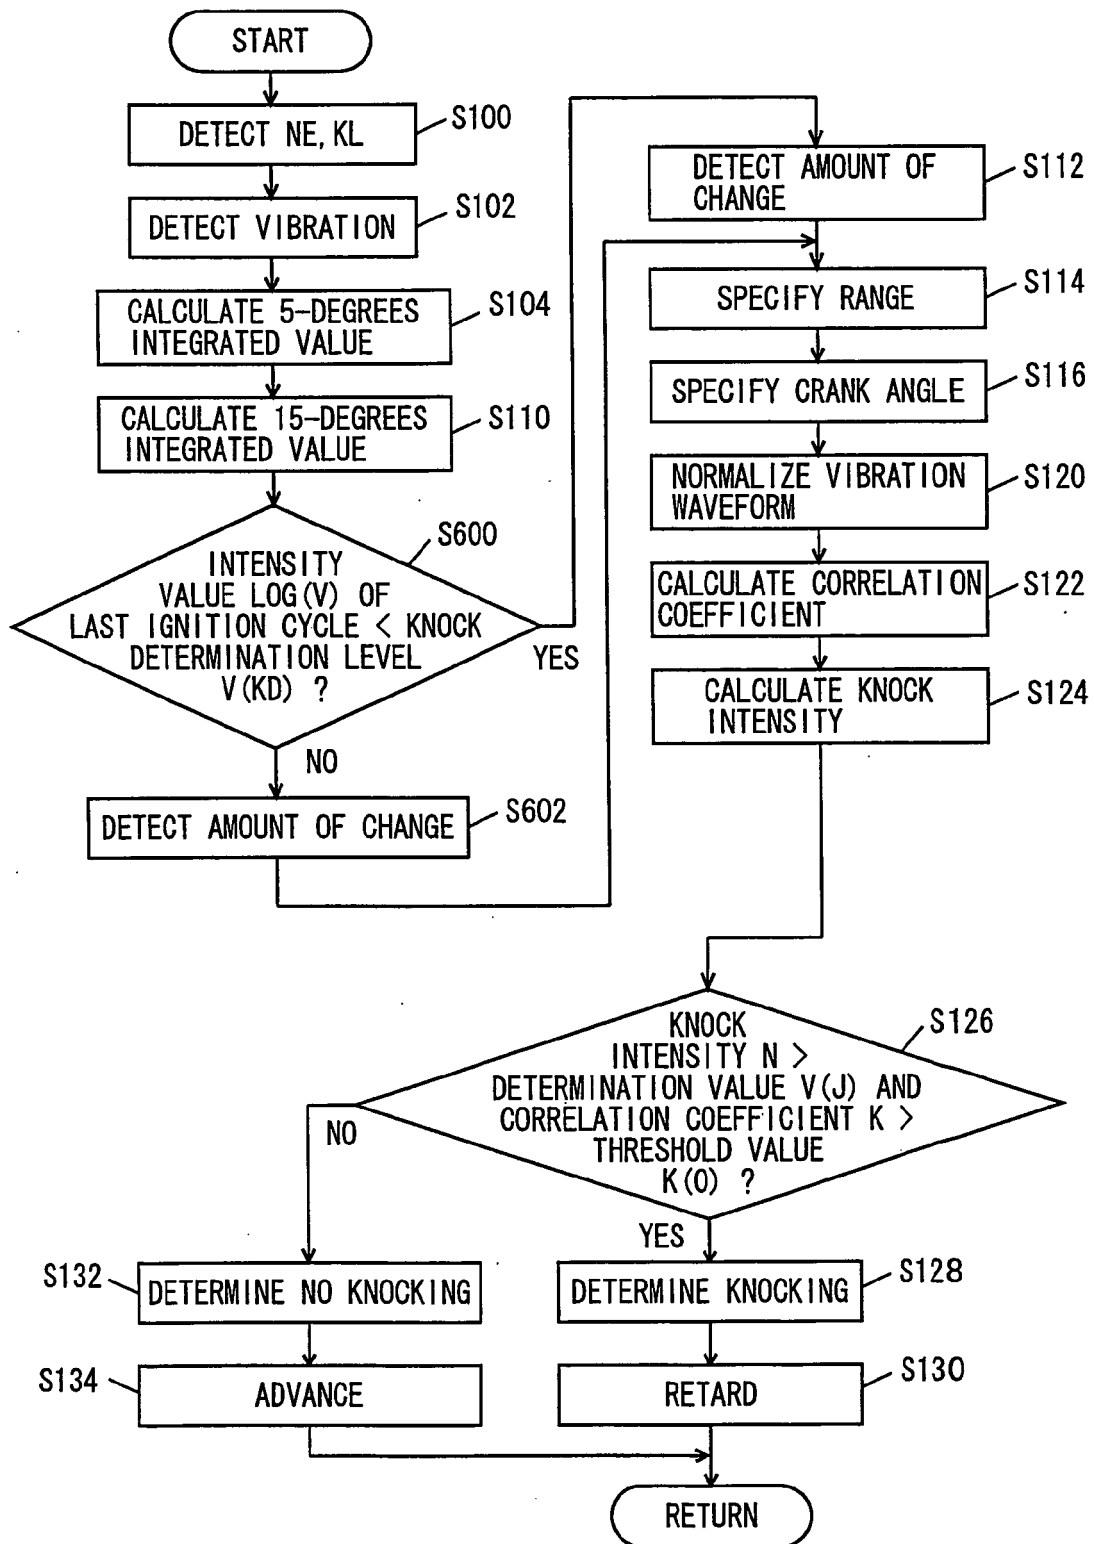 START
DETECT NE, KL
S100
DETECT VIBRATION
S102
CALCULATE 5-DEGREES
INTEGRATED VALUE
S104
CALCULATE 15-DEGREES
INTEGRATED VALUE
S110
S600
INTENSITY
VALUE LOG(V) OF
LAST IGNITION CYCLE < KNOCK
DETERMINATION LEVEL
V(KD) ?
YES
NO
DETECT AMOUNT OF CHANGE
S602
DETECT AMOUNT OF
CHANGE
S112
SPECIFY RANGE
S114
SPECIFY CRANK ANGLE
S116
NORMALIZE VIBRATION
WAVEFORM
S120
CALCULATE CORRELATION
COEFFICIENT
S122
CALCULATE KNOCK
INTENSITY
S124
S126
KNOCK
INTENSITY N >
DETERMINATION VALUE V(J) AND
CORRELATION COEFFICIENT K >
THRESHOLD VALUE
K(0) ?
NO
YES
S132
DETERMINE NO KNOCKING
DETERMINE KNOCKING
S128
S134
ADVANCE
RETARD
S130
RETURN